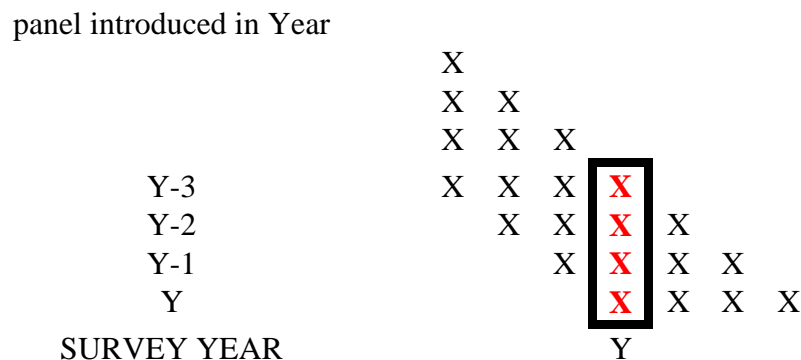 panel introduced in Year
X
X X
X X X
Y-3 X X X X
Y-2 X X X X
Y-1 X X X X
Y X X X X
SURVEY YEAR Y